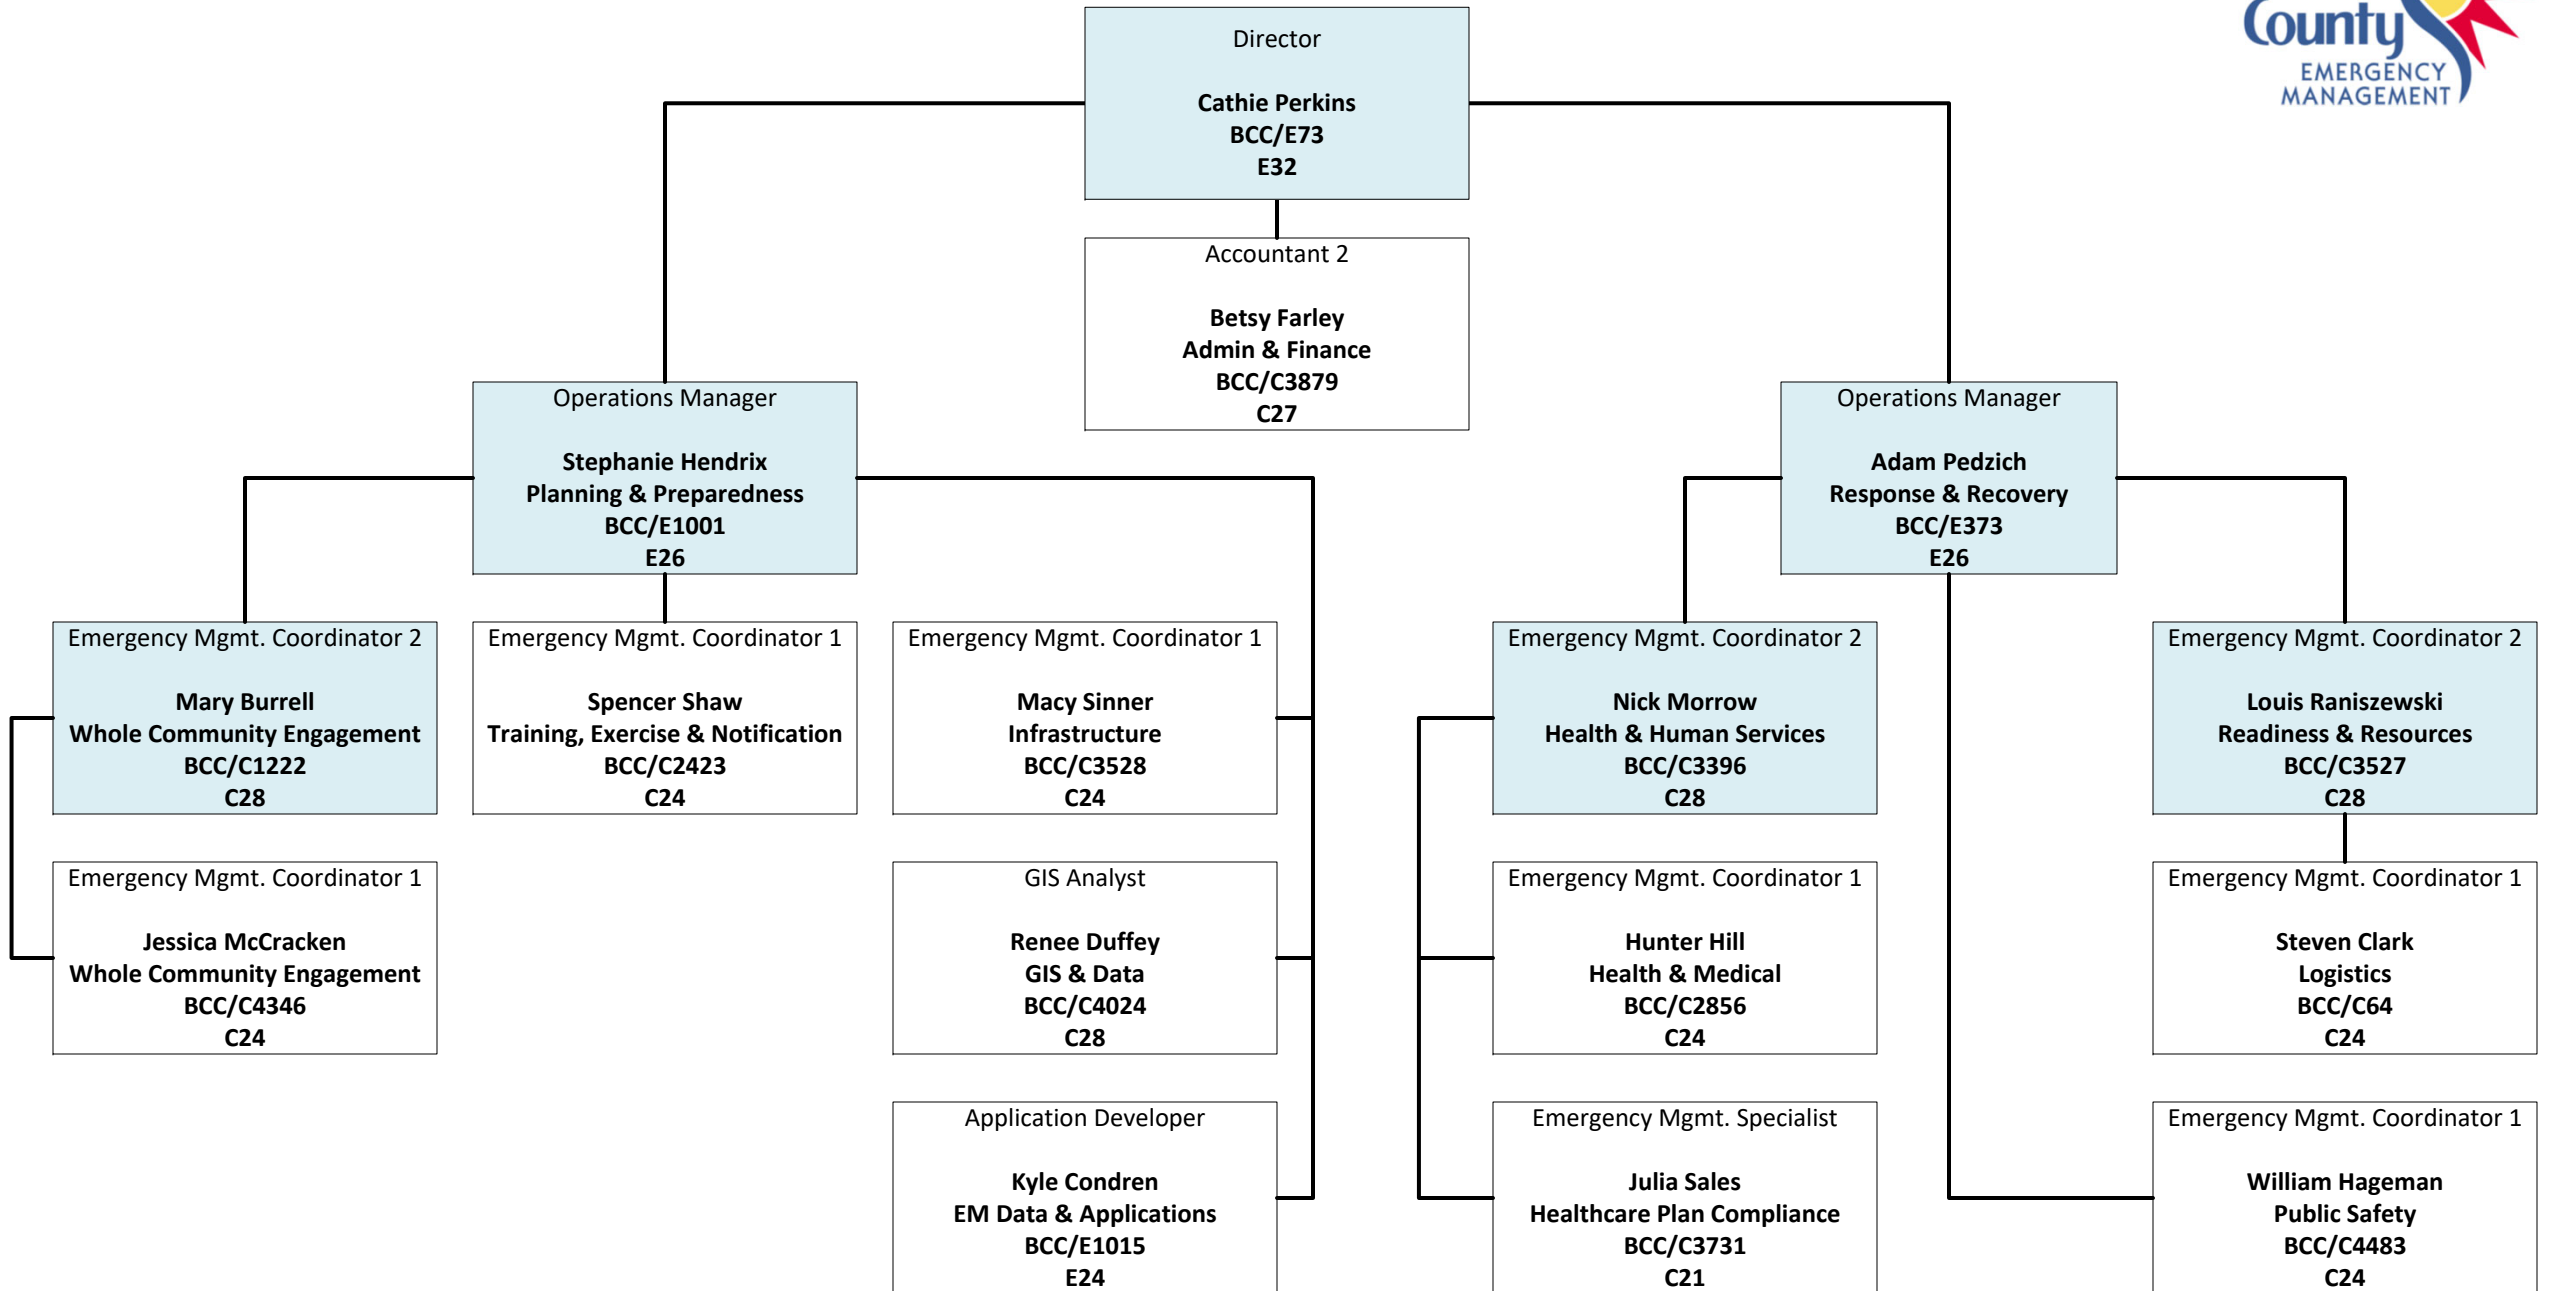 County
EMERGENCY
MANAGEMENT
Director
Cathie Perkins
BCC/E73
E32
Accountant 2
Betsy Farley
Admin & Finance
BCC/C3879
C27
Operations Manager
Stephanie Hendrix
Planning & Preparedness
BCC/E1001
E26
Operations Manager
Adam Pedzich
Response & Recovery
BCC/E373
E26
Emergency Mgmt. Coordinator 2
Mary Burrell
Whole Community Engagement
BCC/C1222
C28
Emergency Mgmt. Coordinator 1
Spencer Shaw
Training, Exercise & Notification
BCC/C2423
C24
Emergency Mgmt. Coordinator 1
Macy Sinner
Infrastructure
BCC/C3528
C24
Emergency Mgmt. Coordinator 2
Nick Morrow
Health & Human Services
BCC/C3396
C28
Emergency Mgmt. Coordinator 2
Louis Raniszewski
Readiness & Resources
BCC/C3527
C28
Emergency Mgmt. Coordinator 1
Jessica McCracken
Whole Community Engagement
BCC/C4346
C24
GIS Analyst
Renee Duffey
GIS & Data
BCC/C4024
C28
Emergency Mgmt. Coordinator 1
Hunter Hill
Health & Medical
BCC/C2856
C24
Emergency Mgmt. Coordinator 1
Steven Clark
Logistics
BCC/C64
C24
Application Developer
Kyle Condren
EM Data & Applications
BCC/E1015
E24
Emergency Mgmt. Specialist
Julia Sales
Healthcare Plan Compliance
BCC/C3731
C21
Emergency Mgmt. Coordinator 1
William Hageman
Public Safety
BCC/C4483
C24